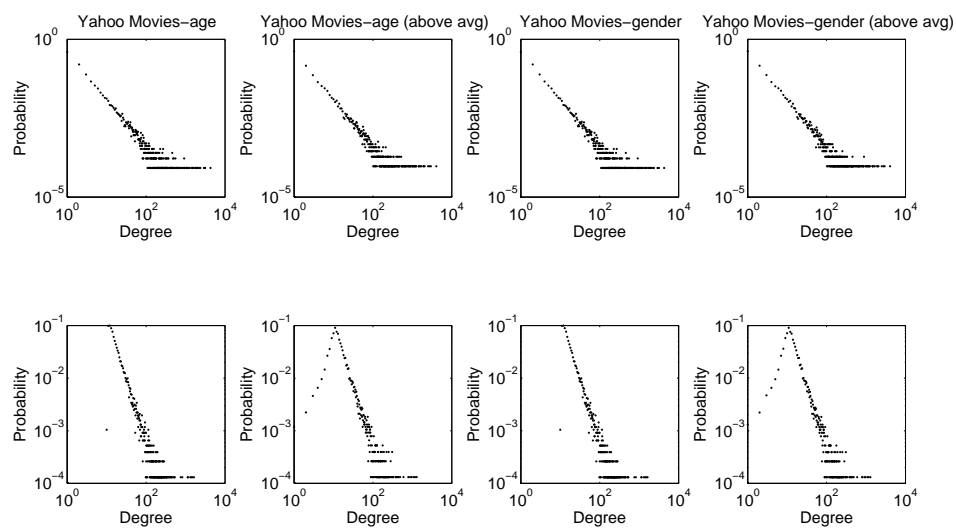 Yahoo Movies−age
Yahoo Movies−age (above avg)
Yahoo Movies−gender
Yahoo Movies−gender (above avg)
10^0 10^0 10^0 10^0
Probability Probability Probability Probability
10^−5 10^−5 10^−5 10^−5
10^0 10^2 10^4 10^0 10^2 10^4 10^0 10^2 10^4 10^0 10^2 10^4
Degree Degree Degree Degree
10^−1 10^−1 10^−1 10^−1
10^−2 10^−2 10^−2 10^−2
Probability Probability Probability Probability
10^−3 10^−3 10^−3 10^−3
10^−4 10^−4 10^−4 10^−4
10^0 10^2 10^4 10^0 10^2 10^4 10^0 10^2 10^4 10^0 10^2 10^4
Degree Degree Degree Degree